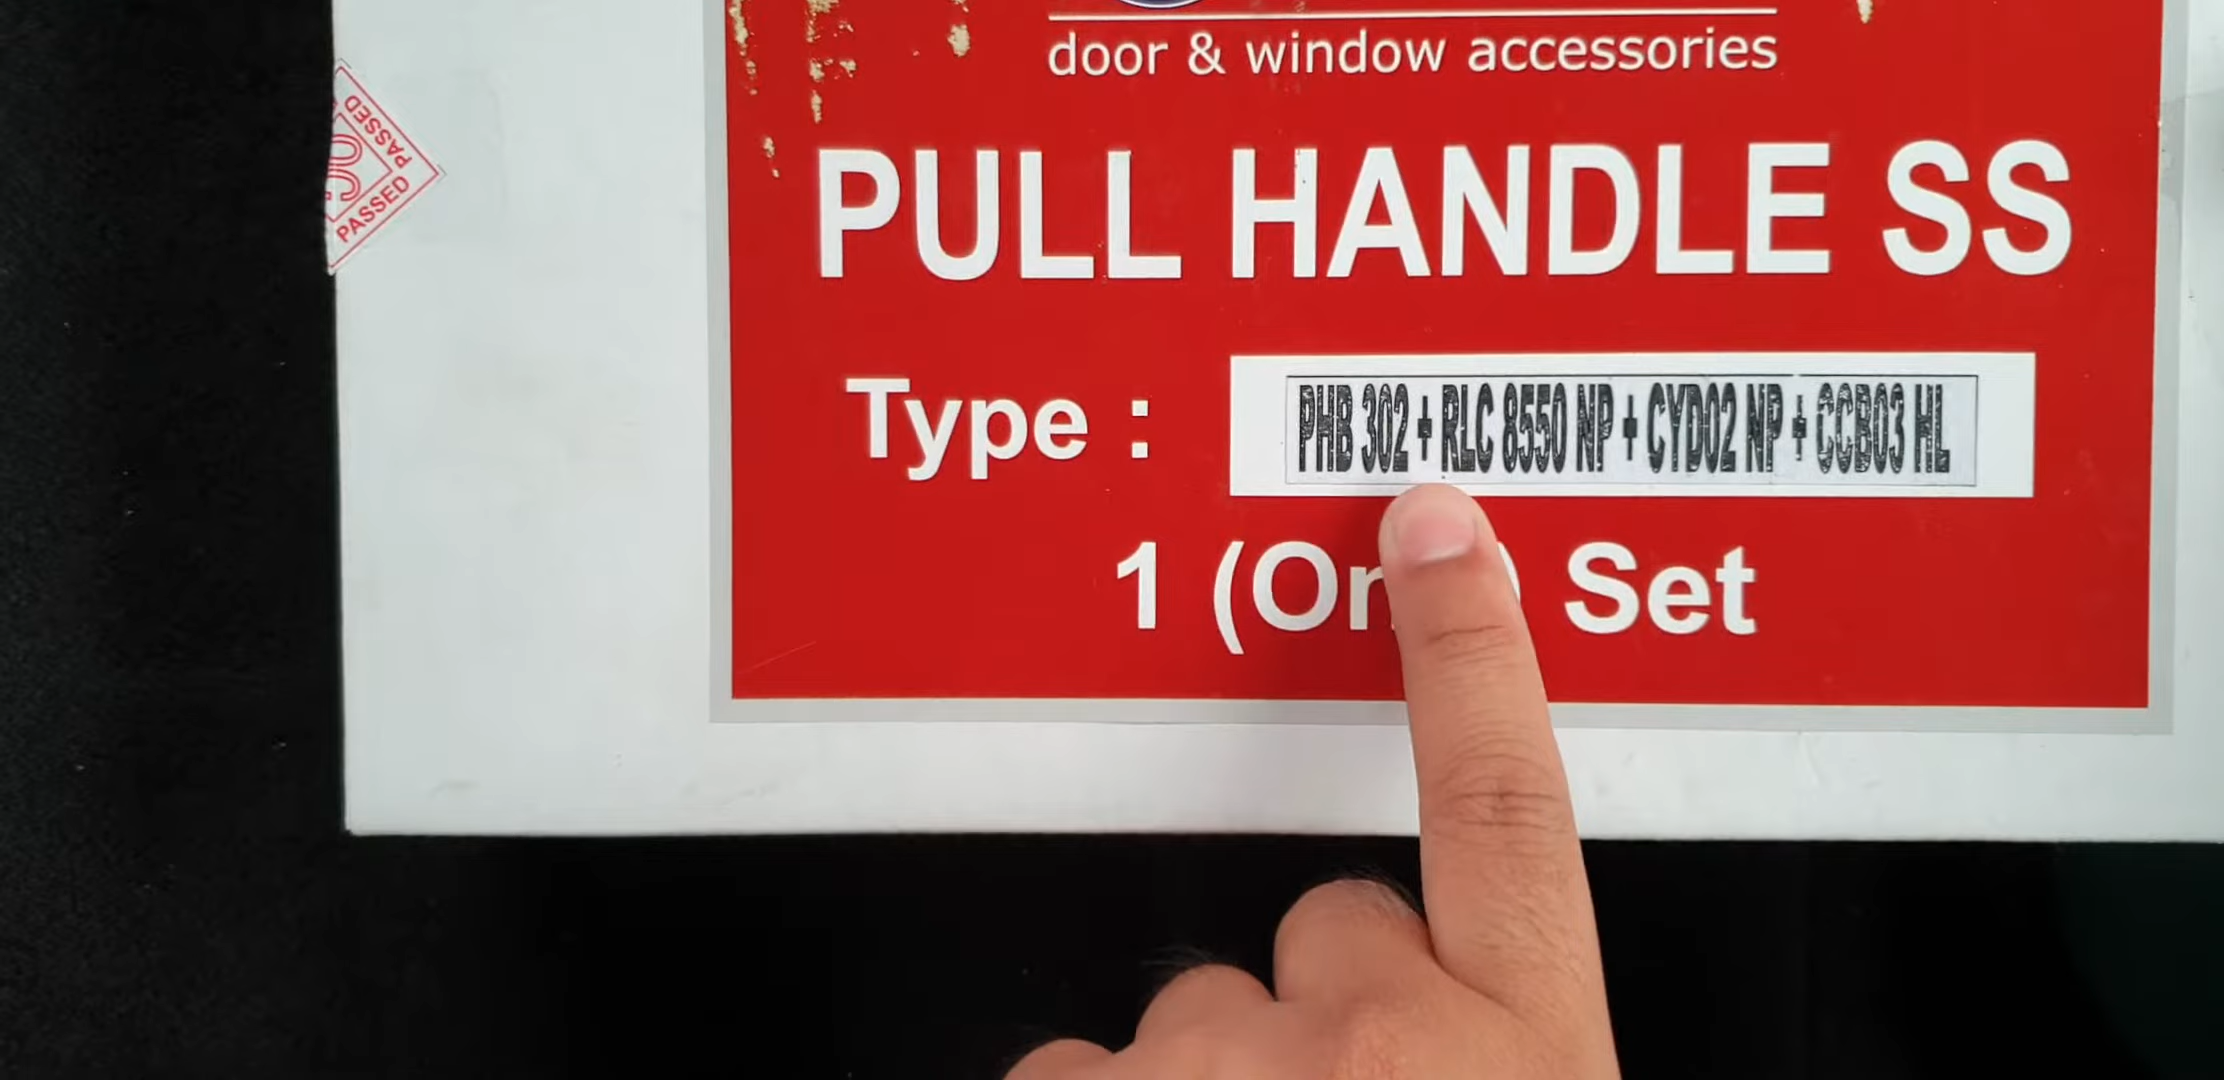 door & window accessories
PULL HANDLE SS
Type : PHB 302 + RLC 8550 NP + CYD02 NP + CCB03 HL
1 Set
PASSED
PASSED